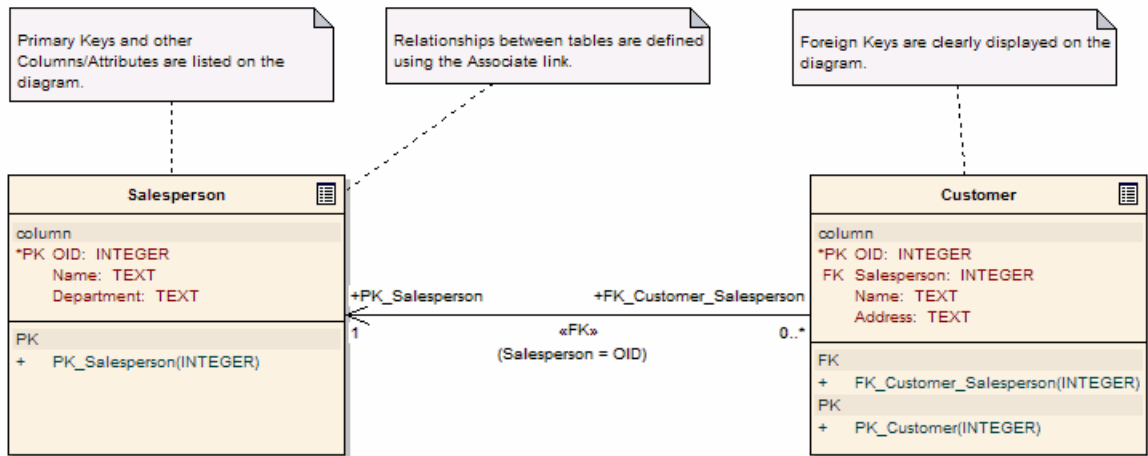 Primary Keys and other
Columns/Attributes are listed on the
diagram.
Relationships between tables are defined
using the Associate link.
Foreign Keys are clearly displayed on the
diagram.
Salesperson
column
*PK OID: INTEGER
Name: TEXT
Department: TEXT
PK
+ PK_Salesperson(INTEGER)
+PK_Salesperson
+FK_Customer_Salesperson
1
«FK»
0..*
(Salesperson = OID)
Customer
column
*PK OID: INTEGER
FK Salesperson: INTEGER
Name: TEXT
Address: TEXT
FK
+ FK_Customer_Salesperson(INTEGER)
PK
+ PK_Customer(INTEGER)